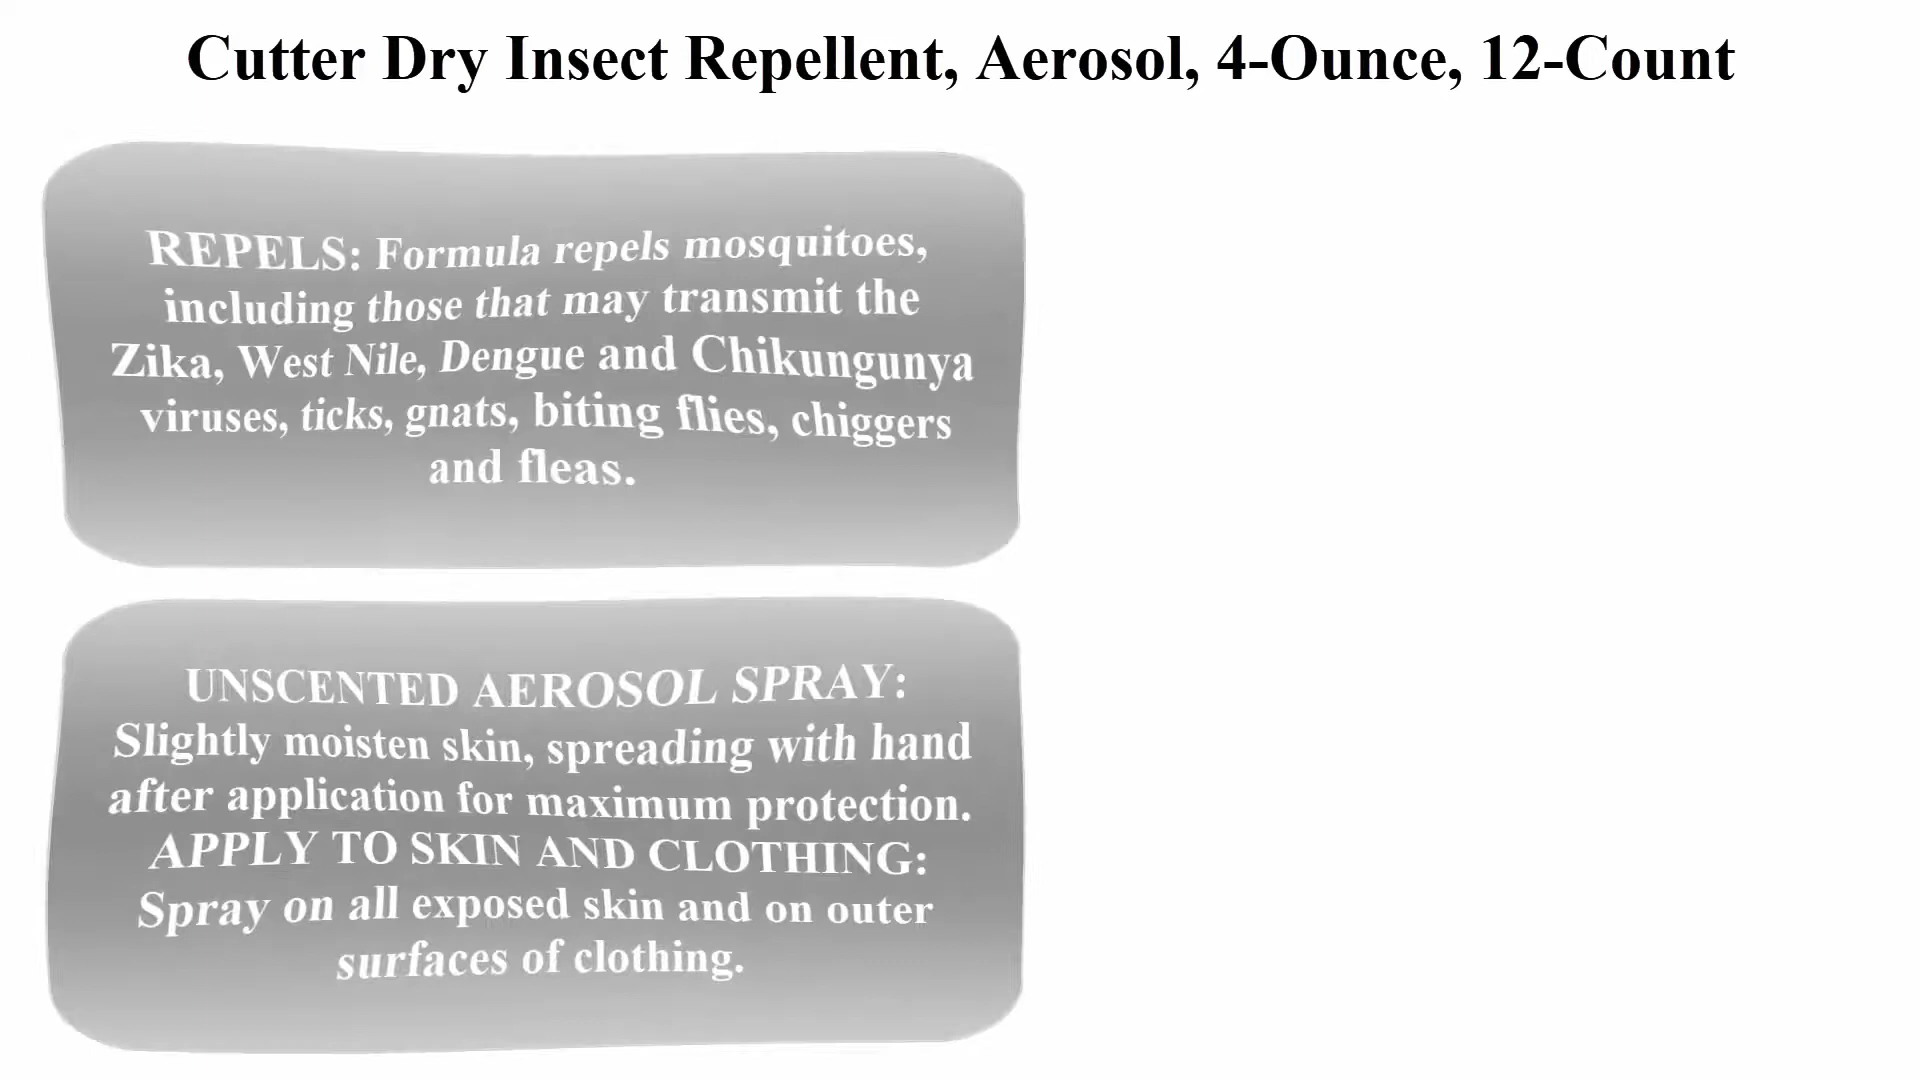 Cutter Dry Insect Repellent, Aerosol, 4-Ounce, 12-Count
REPELS: Formula repels mosquitoes,
including those that may transmit the
Zika, West Nile, Dengue and Chikungunya
viruses, ticks, gnats, biting flies, chiggers
and fleas.
UNSCENTED AEROSOL SPRAY:
Slightly moisten skin, spreading with hand
after application for maximum protection.
APPLY TO SKIN AND CLOTHING:
Spray on all exposed skin and on outer
surfaces of clothing.